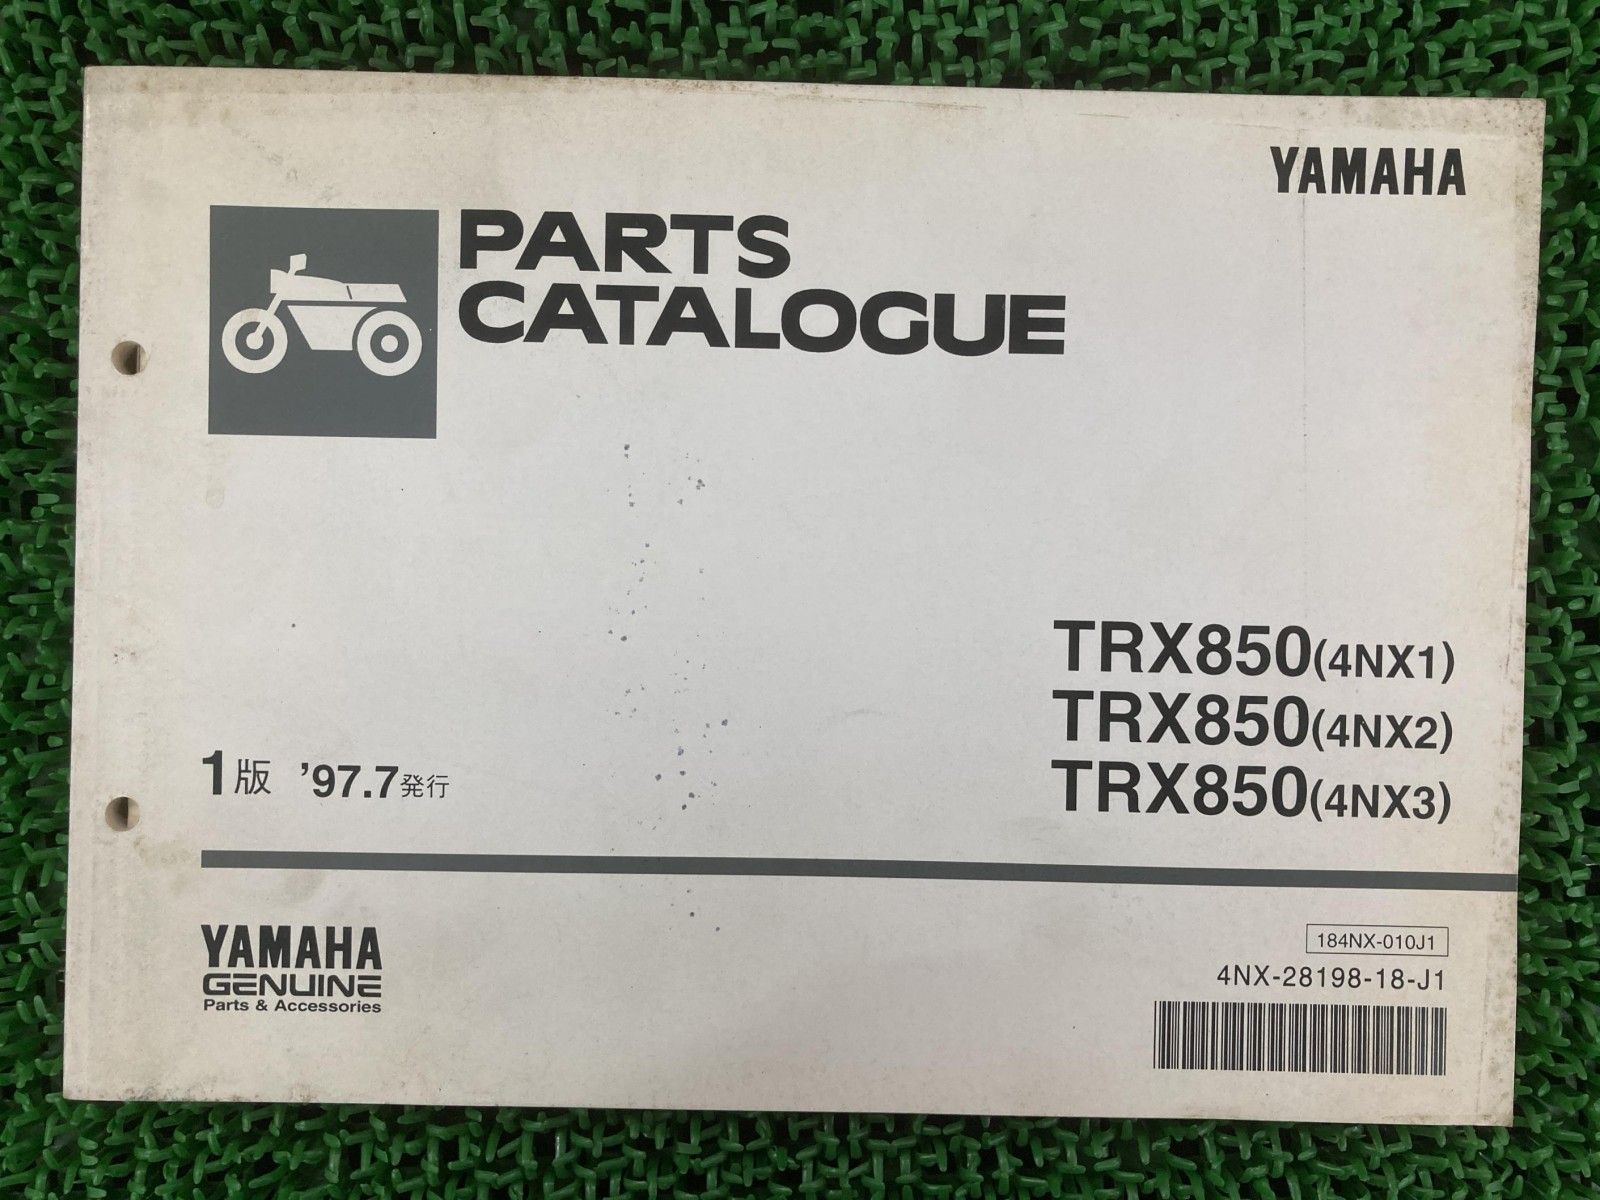 YAMAHA
PARTS
CATALOGUE
TRX850(4NX1)
TRX850(4NX2)
TRX850(4NX3)
1版 '97.7発行
YAMAHA
GENUINE
Parts & Accessories
184NX-010J1
4NX-28198-18-J1